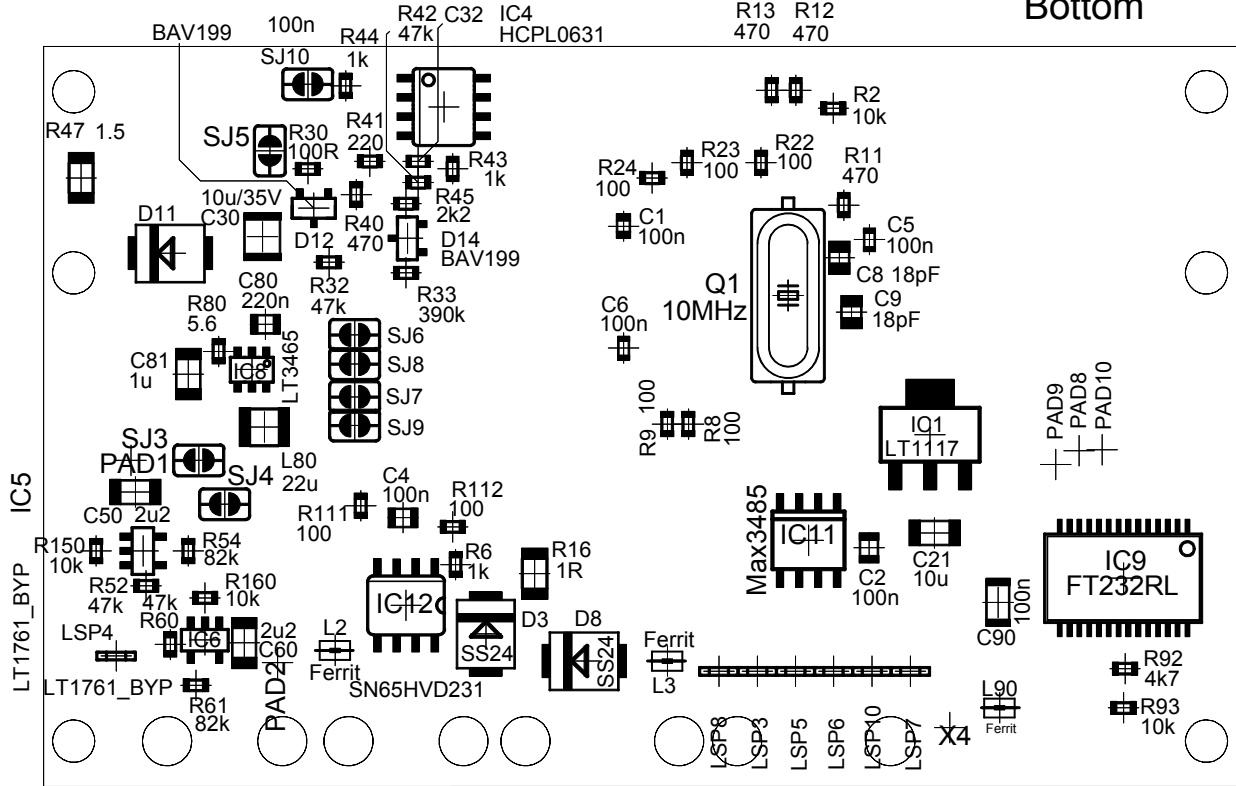 Bottom
BAV199
100n
SJ10
R44
1k
R42
47k
C32
IC4
HCPL0631
R13
470
R12
470
R2
10k
R47 1.5
SJ5
R30
100R
R41
220
R43
1k
R45
2k2
R24
100
R23
100
R22
100
R11
470
10u/35V
C30
D11
D12
R40
470
D14
BAV199
C1
100n
C5
100n
C8 18pF
C9
18pF
Q1
10MHz
C80
220n
R32
47k
R33
390k
R80
5.6
C6
100n
SJ6
SJ8
SJ7
SJ9
C81
1u
IC8
LT3465
R9
100
R8
100
IC1
LT1117
PAD9
PAD8
PAD10
SJ3
PAD1
SJ4
L80
22u
IC5
LT1761_BYP
C50 2u2
C4
100n
R111
100
R112
100
Max3485
IC11
R150
10k
R54
82k
R6
1k
R16
1R
C2
100n
C21
10u
IC9
FT232RL
R52
47k
47k
R160
10k
IC12
C90
100n
LSP4
R60
IC6
2u2
C60
L2
Ferrit
D3
SS24
D8
SS24
Ferrit
L3
R92
4k7
LT1761_BYP
R61
82k
PAD2
SN65HVD231
L90
Ferrit
R93
10k
LSP8
LSP3
LSP5
LSP6
LSP10
LSP7
X4